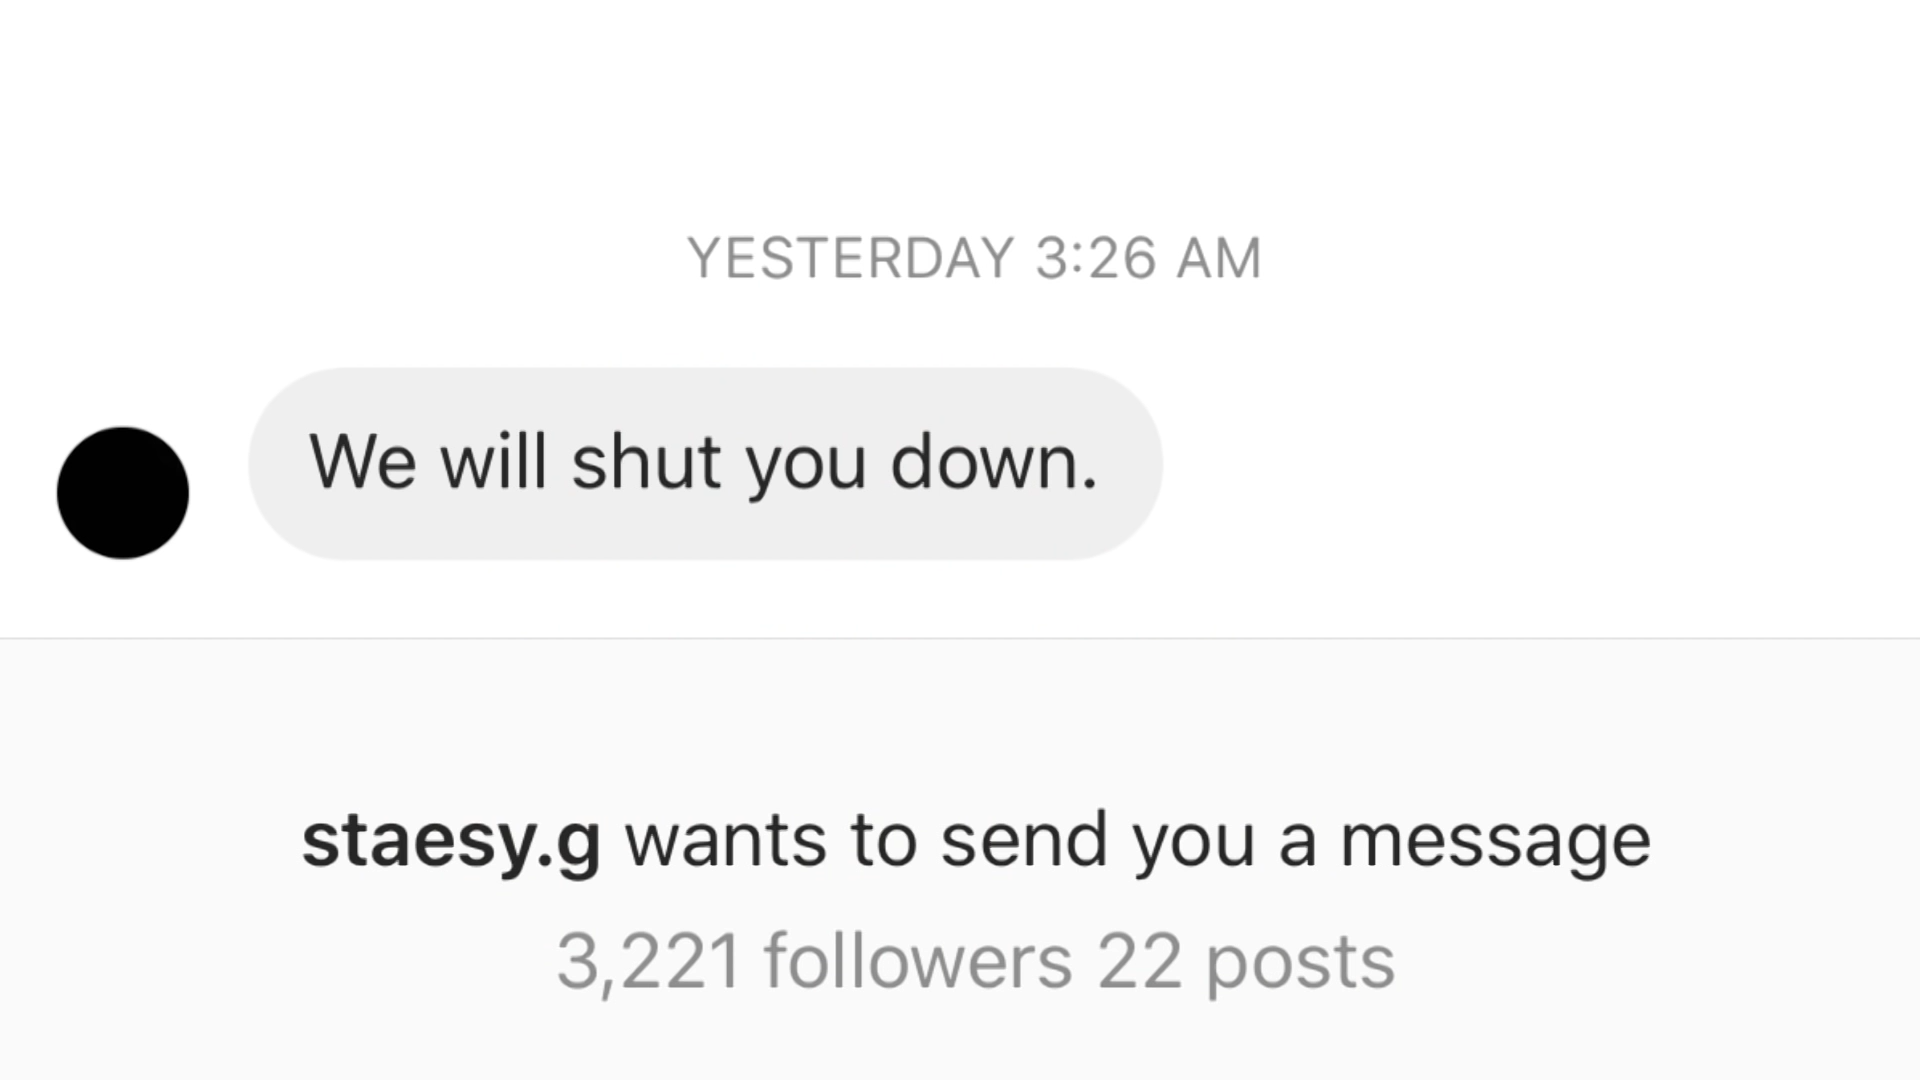 YESTERDAY 3:26 AM
We will shut you down.
staesy.g wants to send you a message
3,221 followers 22 posts